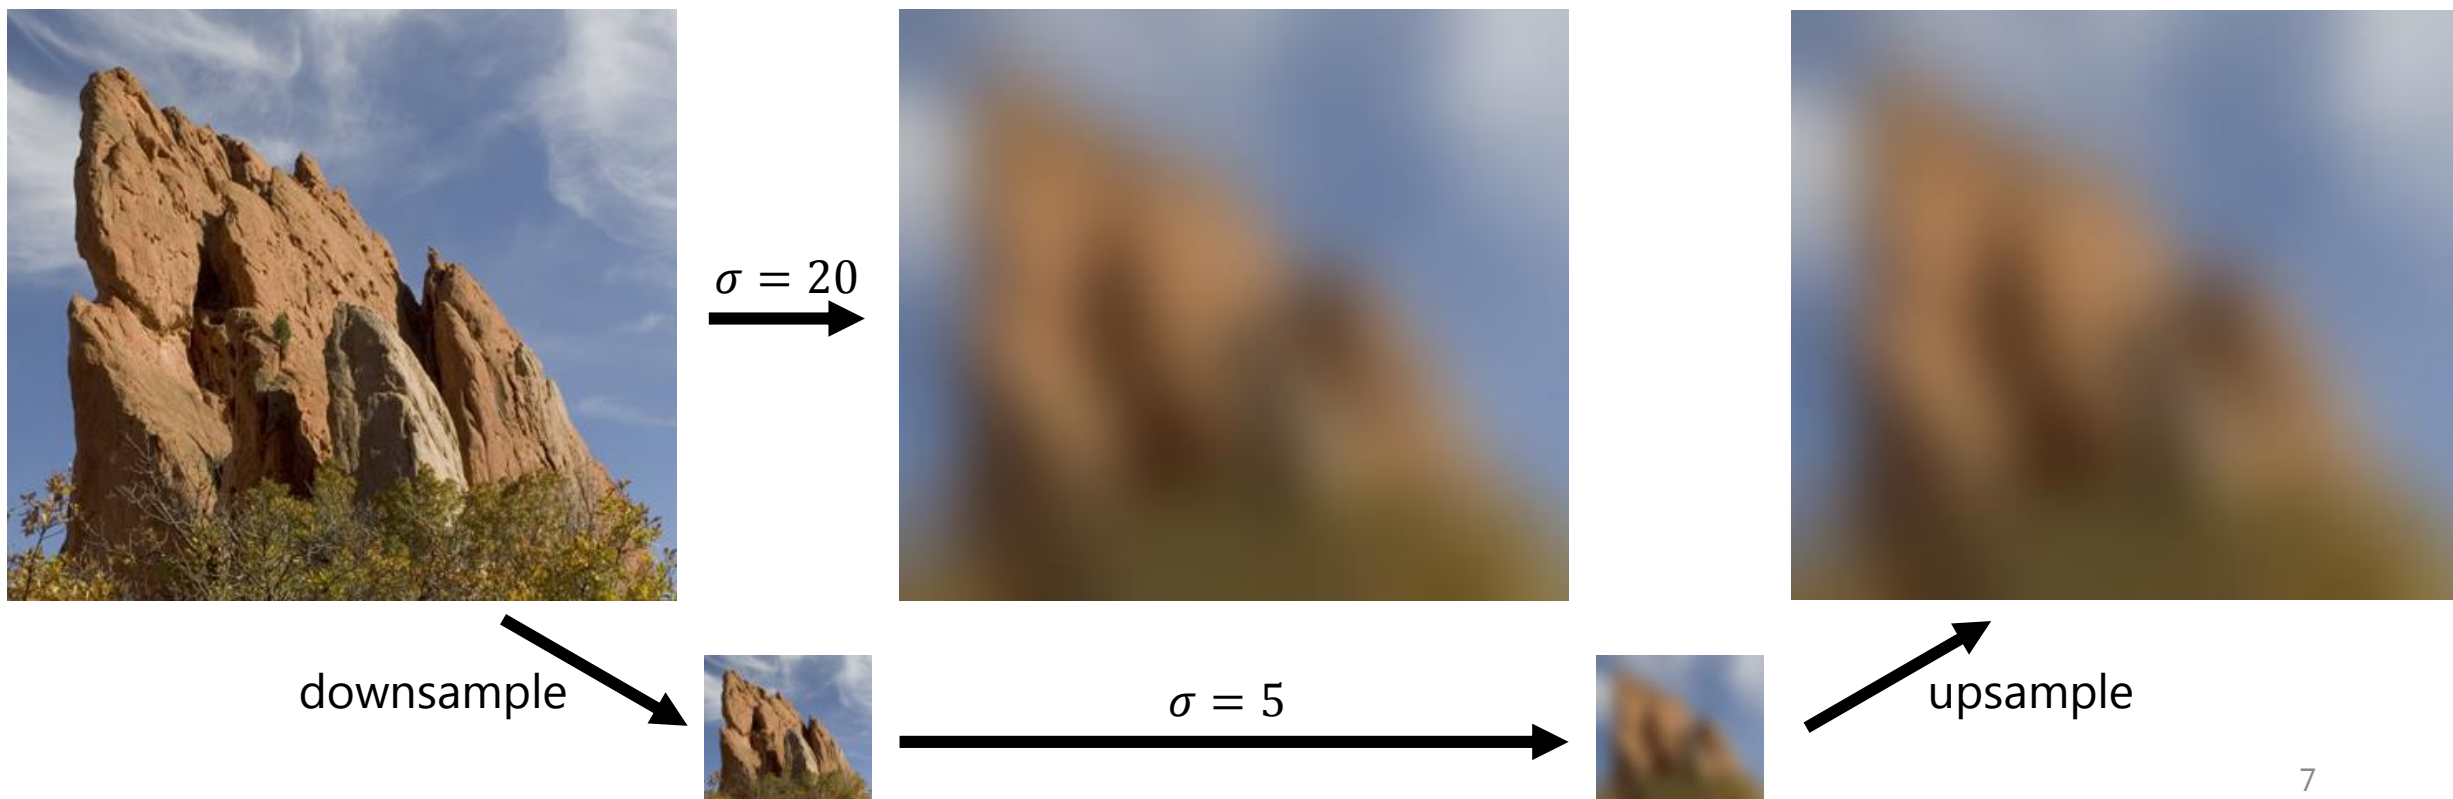 σ = 20
downsample
σ = 5
upsample
7